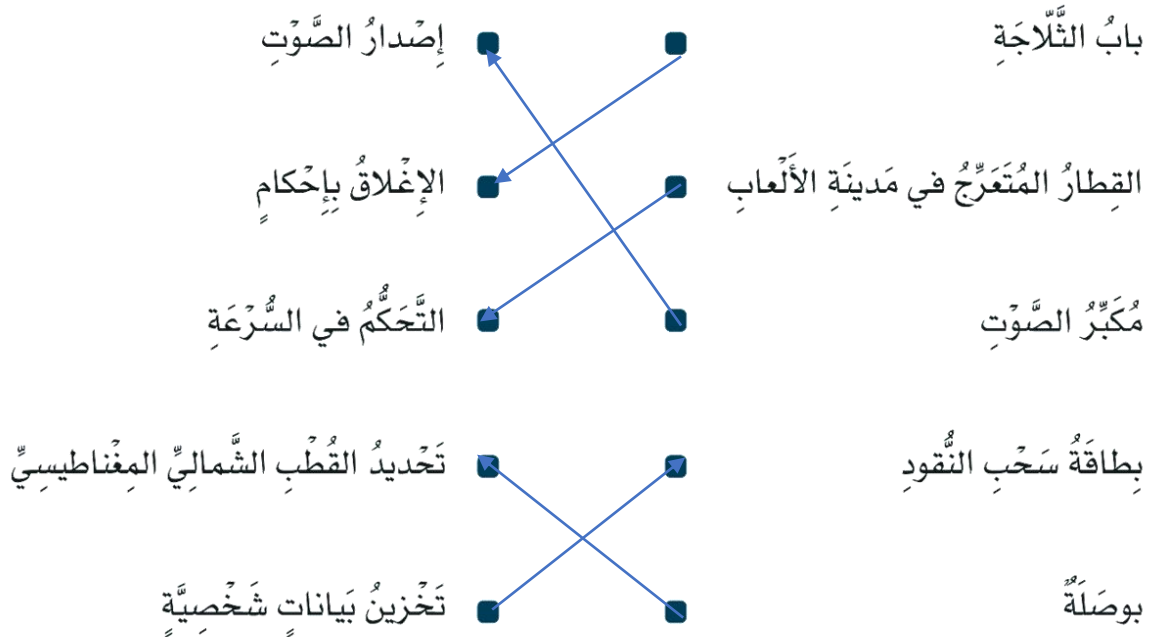 بابُ الثَّلّاجَةِ
إِصْدارُ الصَّوْتِ
القِطارُ المُتَعَرِّجُ في مَدينَةِ الأَلْعابِ
الإِغْلاقُ بِإِحْكامٍ
مُكَبِّرُ الصَّوْتِ
التَّحَكُّمُ في السُّرْعَةِ
بِطاقَةُ سَحْبِ النُّقودِ
تَحْديدُ القُطْبِ الشَّمالِيِّ المِغْناطيسِيِّ
بوصَلَةٌ
تَخْزينُ بَياناتٍ شَخْصِيَّةٍ